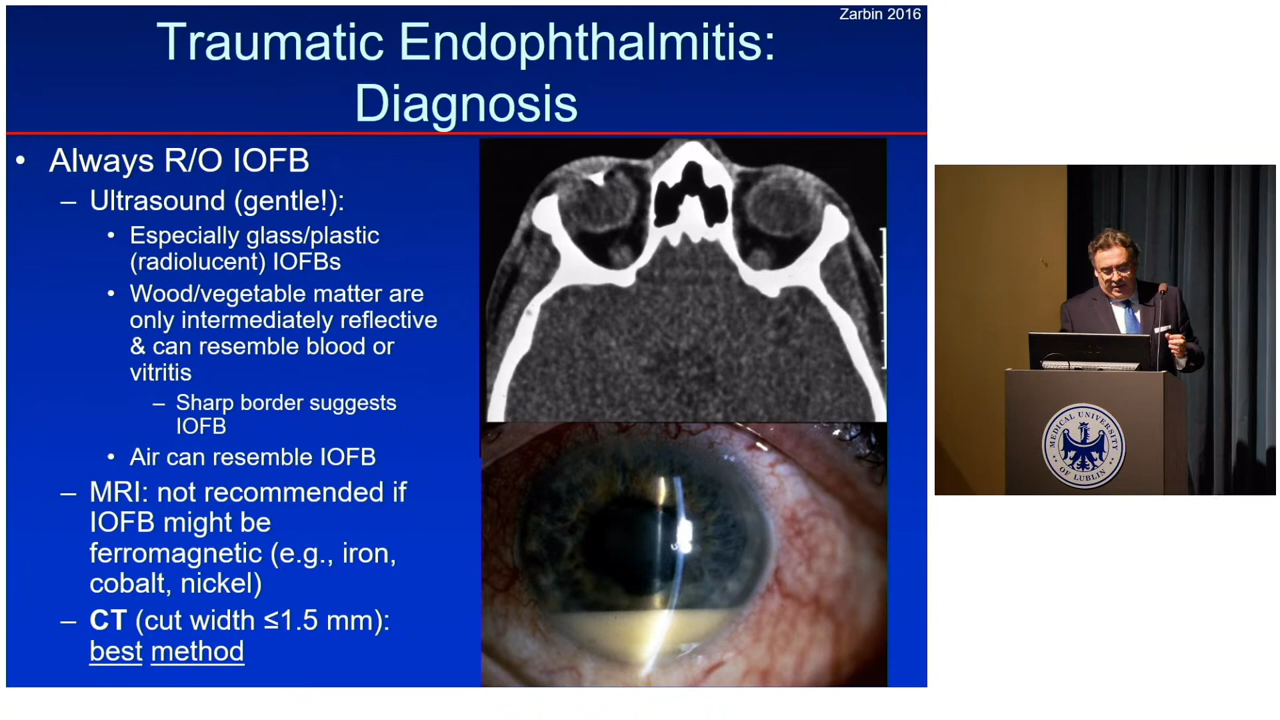 Zarbin 2016
Traumatic Endophthalmitis:
Diagnosis
• Always R/O IOFB
– Ultrasound (gentle!):
• Especially glass/plastic
(radiolucent) IOFBs
• Wood/vegetable matter are
only intermediately reflective
& can resemble blood or
vitritis
– Sharp border suggests
IOFB
• Air can resemble IOFB
– MRI: not recommended if
IOFB might be
ferromagnetic (e.g., iron,
cobalt, nickel)
– CT (cut width ≤1.5 mm):
best method
MEDICAL UNIVERSITY
OF LUBLIN